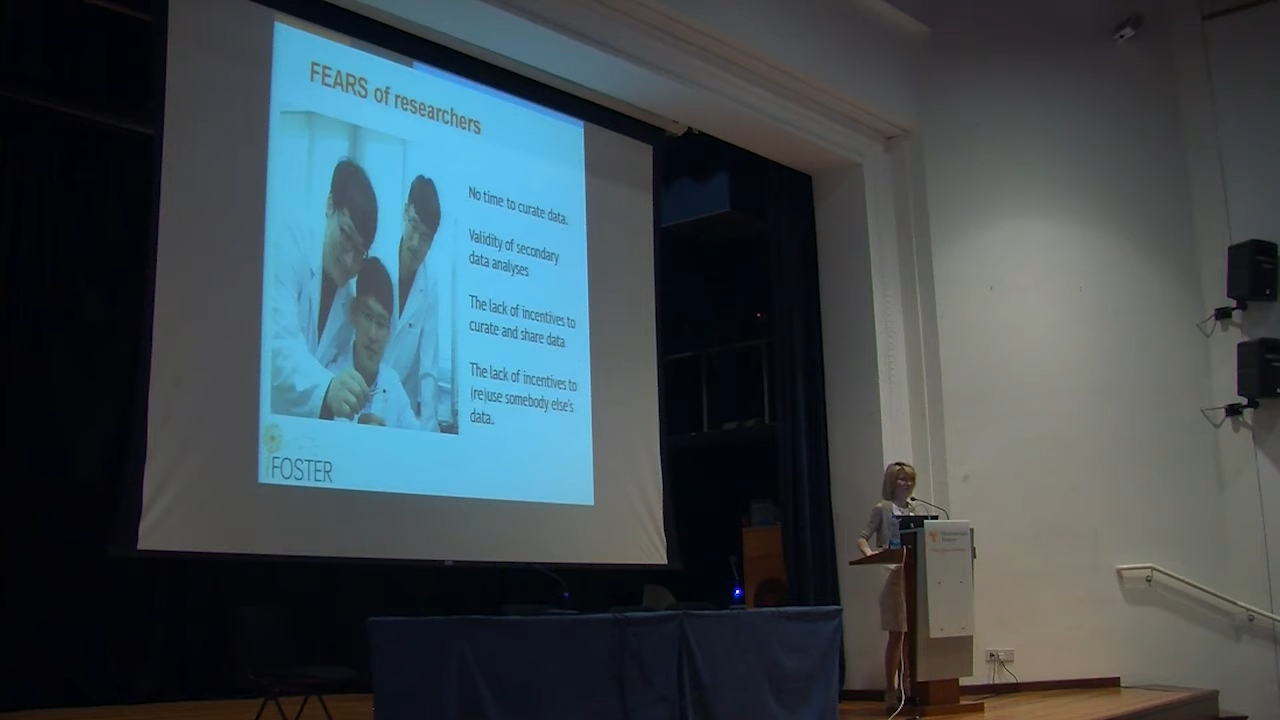 FEARS of researchers
No time to curate data.
Validity of secondary
data analyses
The lack of incentives to
curate and share data
The lack of incentives to
(re)use somebody else's
data..
FOSTER